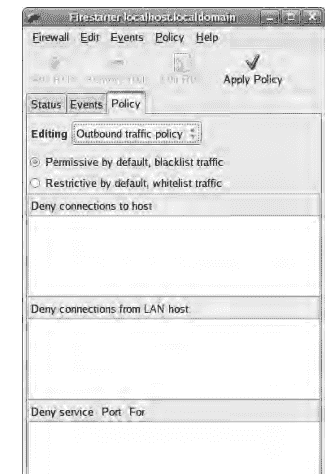 Firestarter localhost.localdomain
Firewall Edit Events Policy Help
Apply Policy
Status Events Policy
Editing Outbound traffic policy
Permissive by default, blacklist traffic
Restrictive by default, whitelist traffic
Deny connections to host
Deny connections from LAN host
Deny service Port For